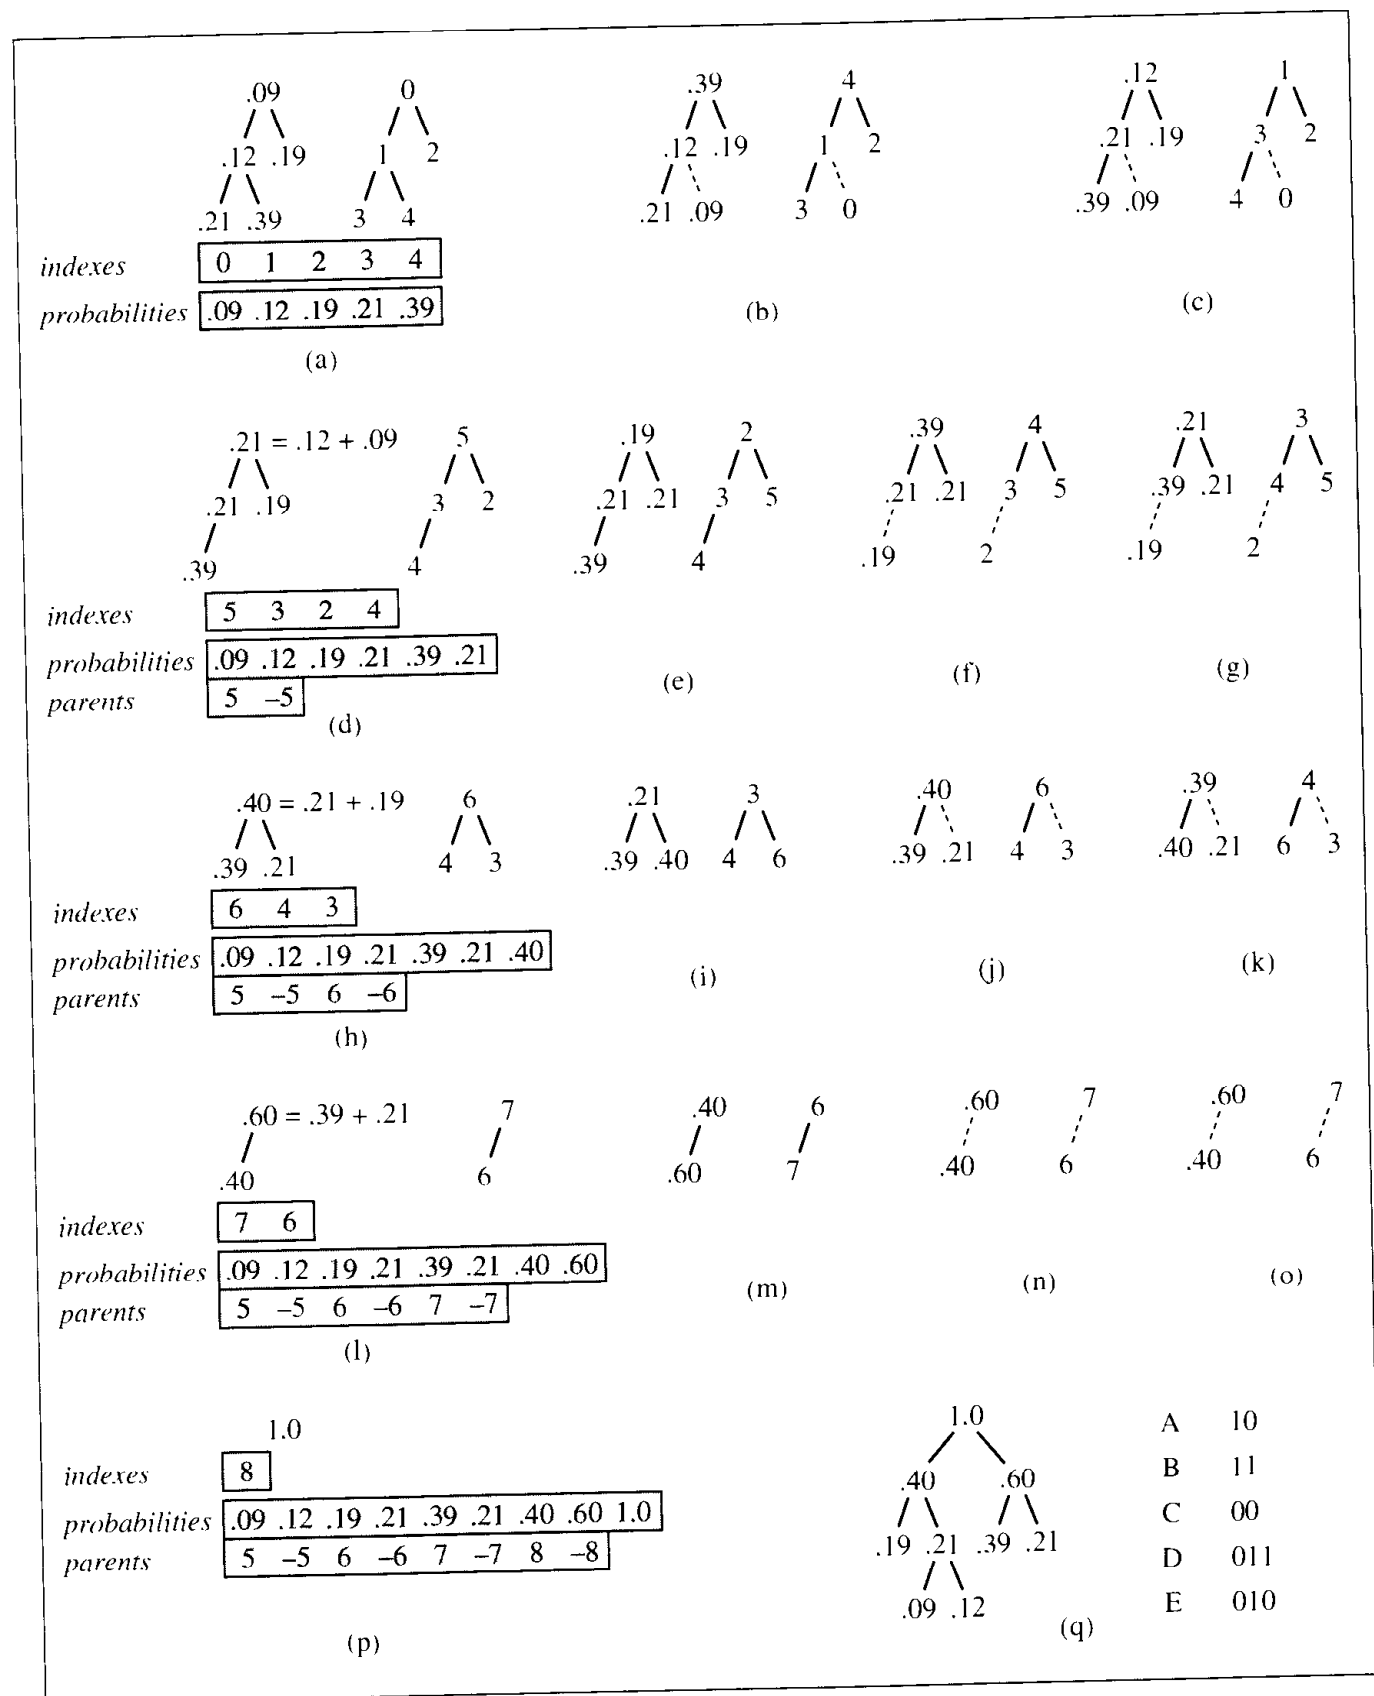 .09 0 .39 4 .12 1
.12 .19 1 2 .12 .19 1 2 .21 .19 3 2
.21 .39 3 4 .21 .09 3 0 .39 .09 4 0
indexes 0 1 2 3 4
probabilities .09 .12 .19 .21 .39
(a) (b) (c)
.21 = .12 + .09 5 .19 2 .39 4 .21 3
.21 .19 3 2 .21 .21 3 5 .21 .21 3 5 .39 .21 4 5
.39 4 .39 4 .19 2 .19 2
indexes 5 3 2 4
probabilities .09 .12 .19 .21 .39 .21
parents 5 –5
(d) (e) (f) (g)
.40 = .21 + .19 6 .21 3 .40 6 .39 4
.39 .21 4 3 .39 .40 4 6 .39 .21 4 3 .40 .21 6 3
indexes 6 4 3
probabilities .09 .12 .19 .21 .39 .21 .40
parents 5 –5 6 –6
(h) (i) (j) (k)
.60 = .39 + .21 7 .40 6 .60 7 .60 7
.40 6 .60 7 .40 6 .40 6
indexes 7 6
probabilities .09 .12 .19 .21 .39 .21 .40 .60
parents 5 –5 6 –6 7 –7
(l) (m) (n) (o)
1.0
indexes 8
probabilities .09 .12 .19 .21 .39 .21 .40 .60 1.0
parents 5 –5 6 –6 7 –7 8 –8
(p)
1.0
.40 .60
.19 .21 .39 .21
.09 .12
(q)
A 10
B 11
C 00
D 011
E 010